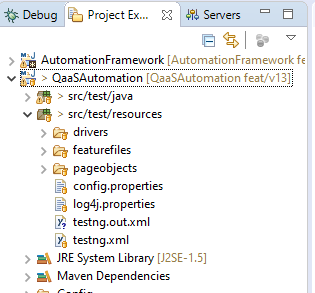 Debug Project Ex... Servers
> AutomationFramework [AutomationFramework fe
> QaaSAutomation [QaaSAutomation feat/v13]
> src/test/java
> src/test/resources
drivers
featurefiles
pageobjects
config.properties
log4j.properties
testng.out.xml
testng.xml
JRE System Library [J2SE-1.5]
Maven Dependencies